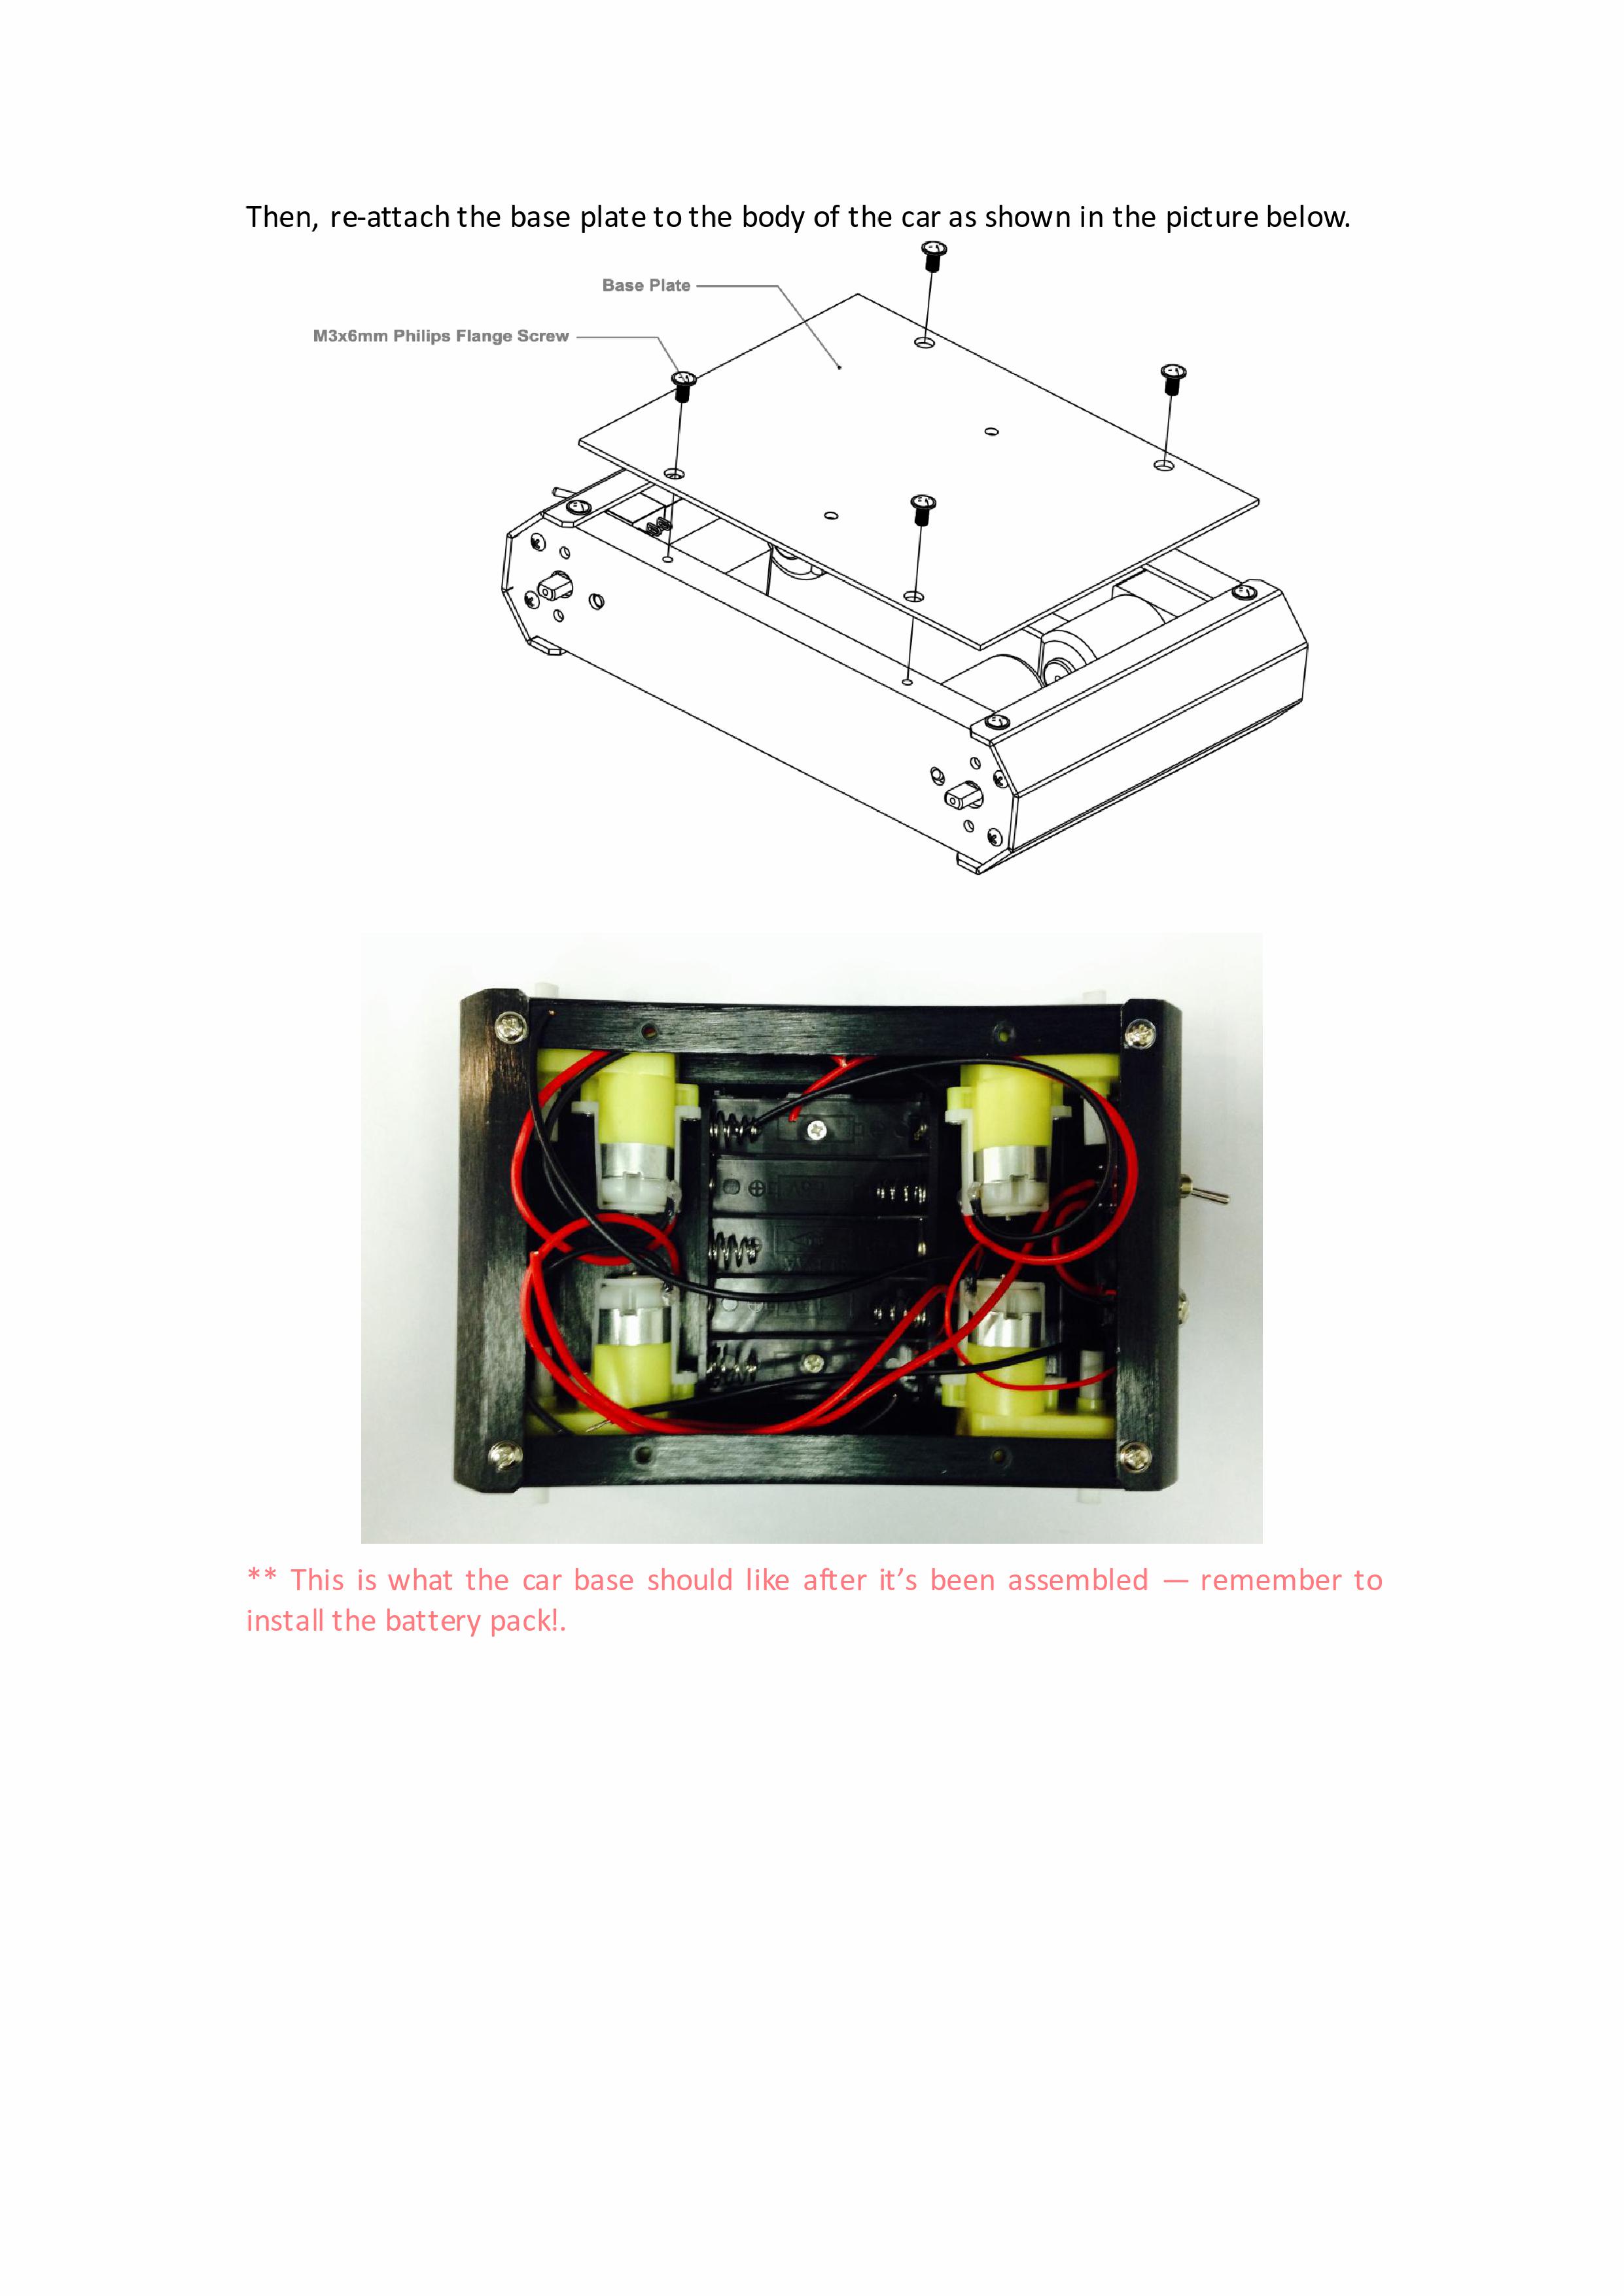 Then, re-attach the base plate to the body of the car as shown in the picture below.
Base Plate
M3x6mm Philips Flange Screw
** This is what the car base should like after it’s been assembled — remember to
install the battery pack!.